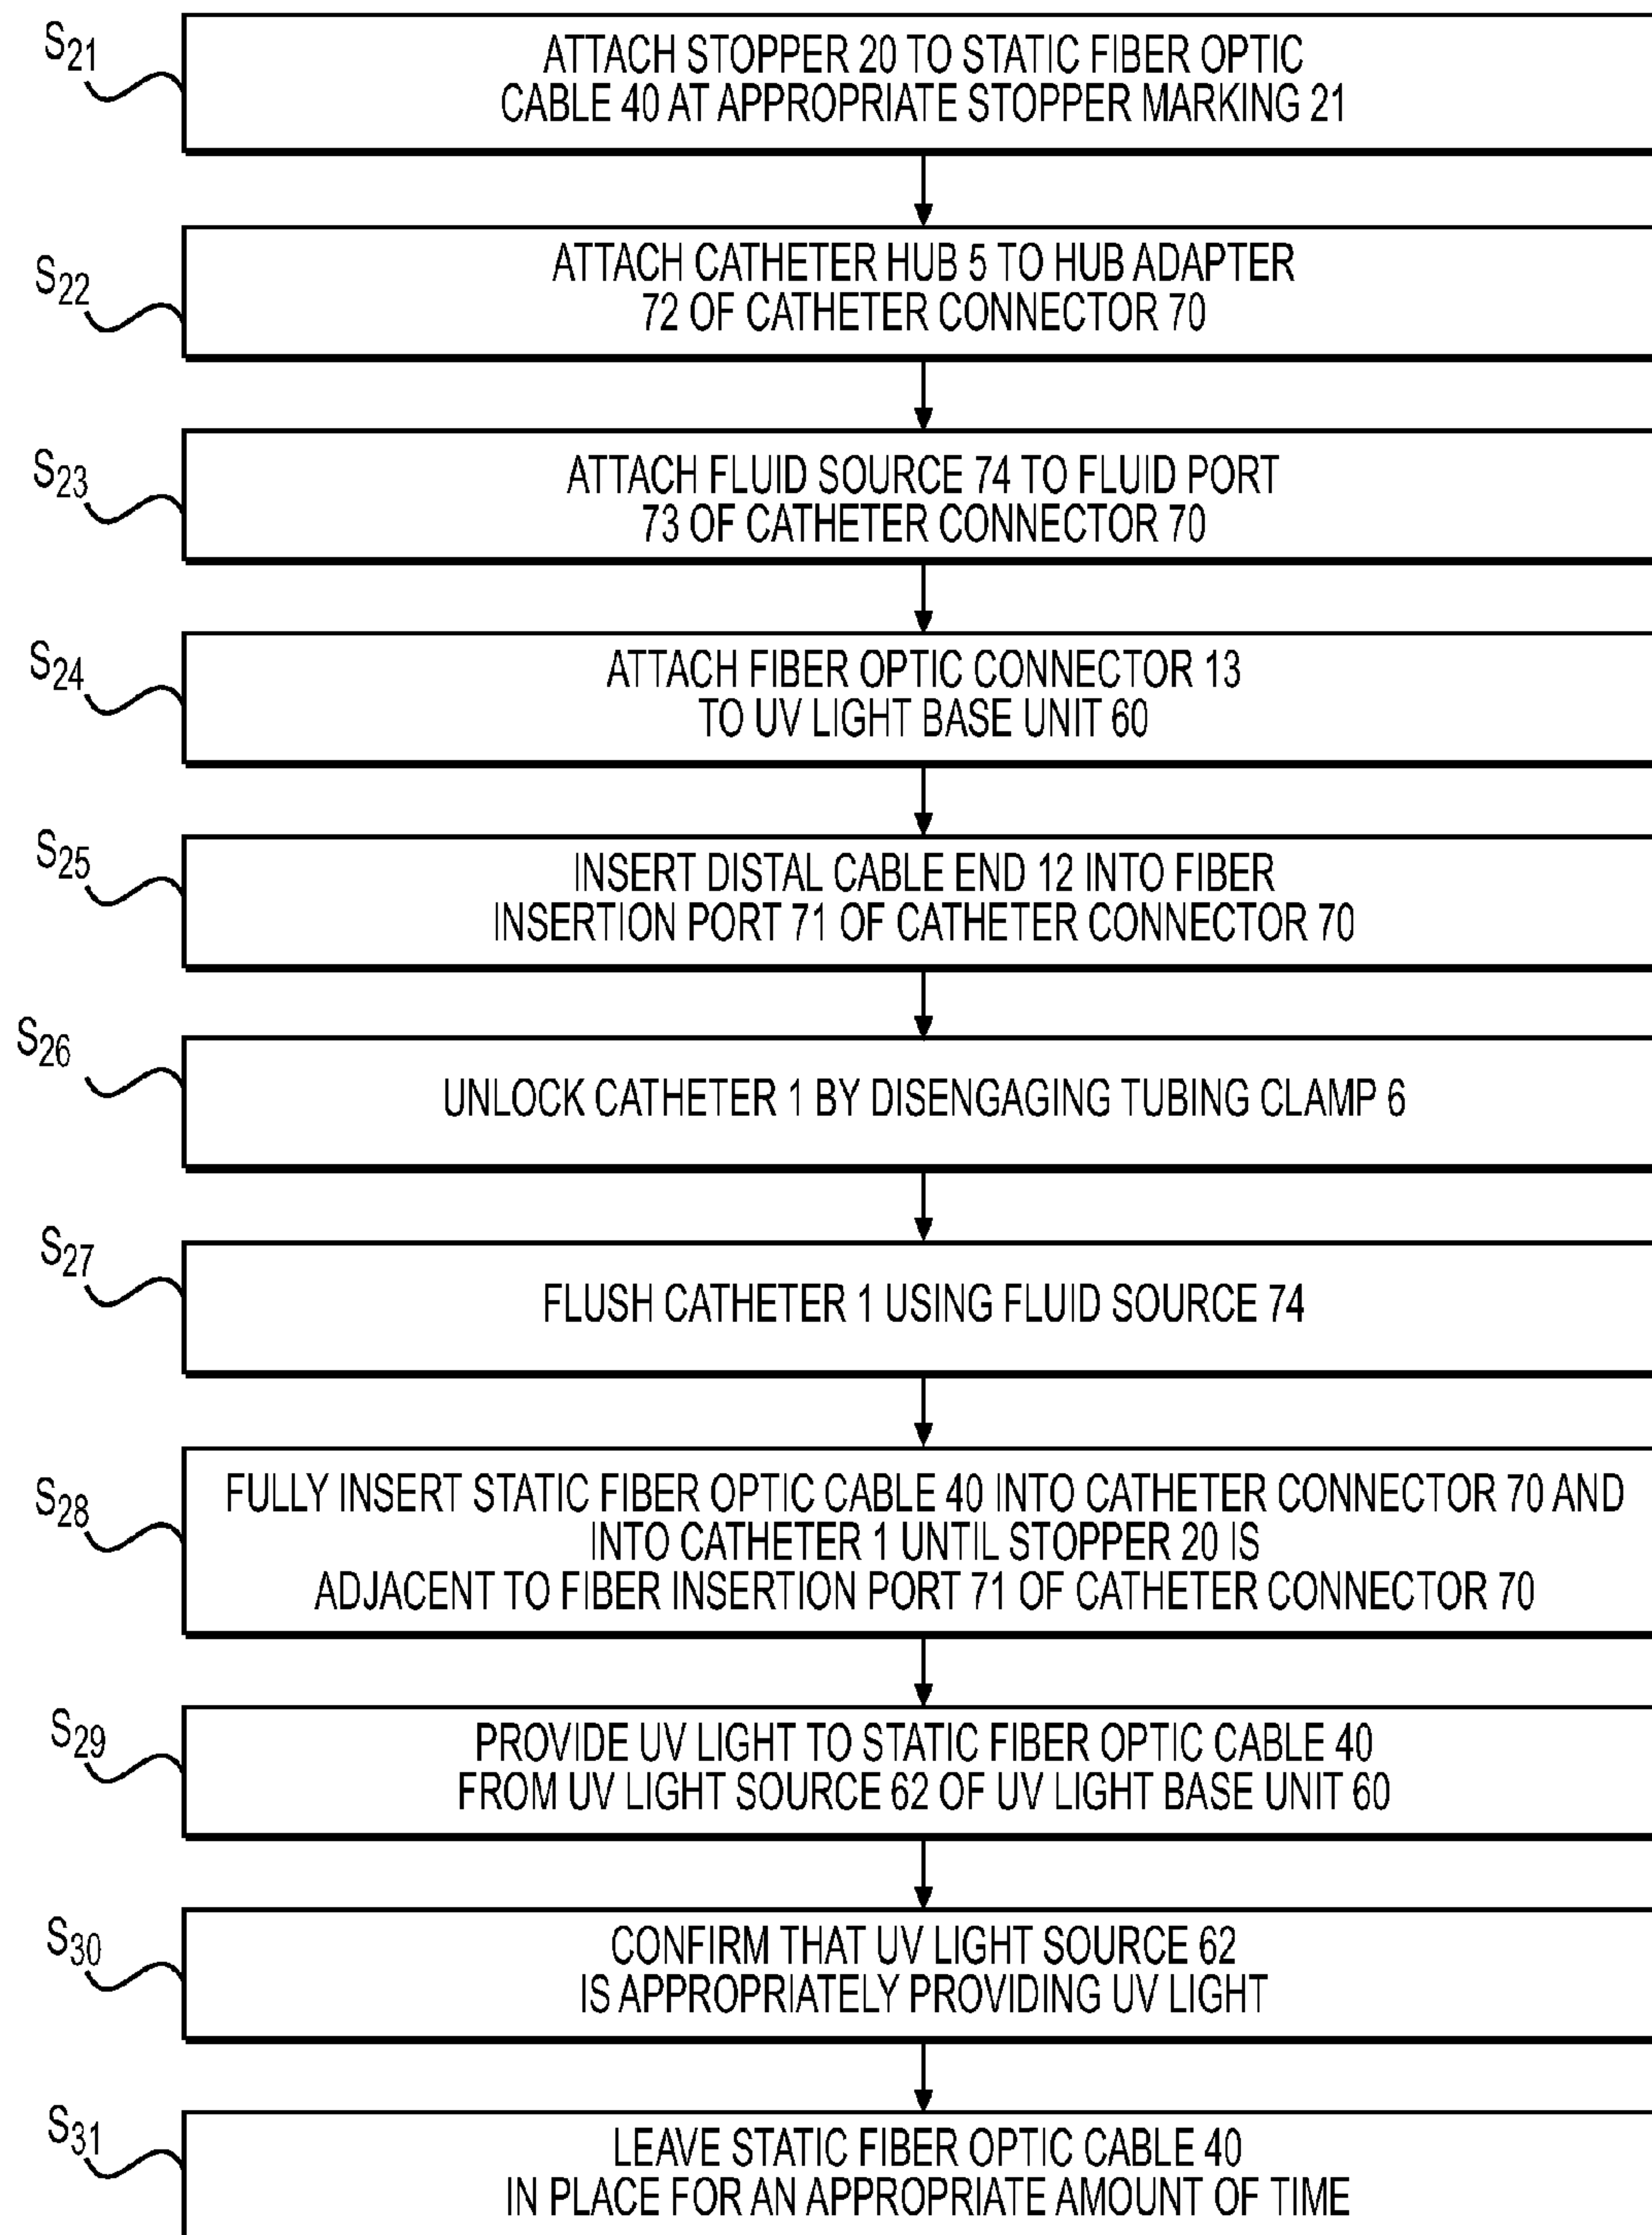 S21
ATTACH STOPPER 20 TO STATIC FIBER OPTIC
CABLE 40 AT APPROPRIATE STOPPER MARKING 21
S22
ATTACH CATHETER HUB 5 TO HUB ADAPTER
72 OF CATHETER CONNECTOR 70
S23
ATTACH FLUID SOURCE 74 TO FLUID PORT
73 OF CATHETER CONNECTOR 70
S24
ATTACH FIBER OPTIC CONNECTOR 13
TO UV LIGHT BASE UNIT 60
S25
INSERT DISTAL CABLE END 12 INTO FIBER
INSERTION PORT 71 OF CATHETER CONNECTOR 70
S26
UNLOCK CATHETER 1 BY DISENGAGING TUBING CLAMP 6
S27
FLUSH CATHETER 1 USING FLUID SOURCE 74
S28
FULLY INSERT STATIC FIBER OPTIC CABLE 40 INTO CATHETER CONNECTOR 70 AND
INTO CATHETER 1 UNTIL STOPPER 20 IS
ADJACENT TO FIBER INSERTION PORT 71 OF CATHETER CONNECTOR 70
S29
PROVIDE UV LIGHT TO STATIC FIBER OPTIC CABLE 40
FROM UV LIGHT SOURCE 62 OF UV LIGHT BASE UNIT 60
S30
CONFIRM THAT UV LIGHT SOURCE 62
IS APPROPRIATELY PROVIDING UV LIGHT
S31
LEAVE STATIC FIBER OPTIC CABLE 40
IN PLACE FOR AN APPROPRIATE AMOUNT OF TIME